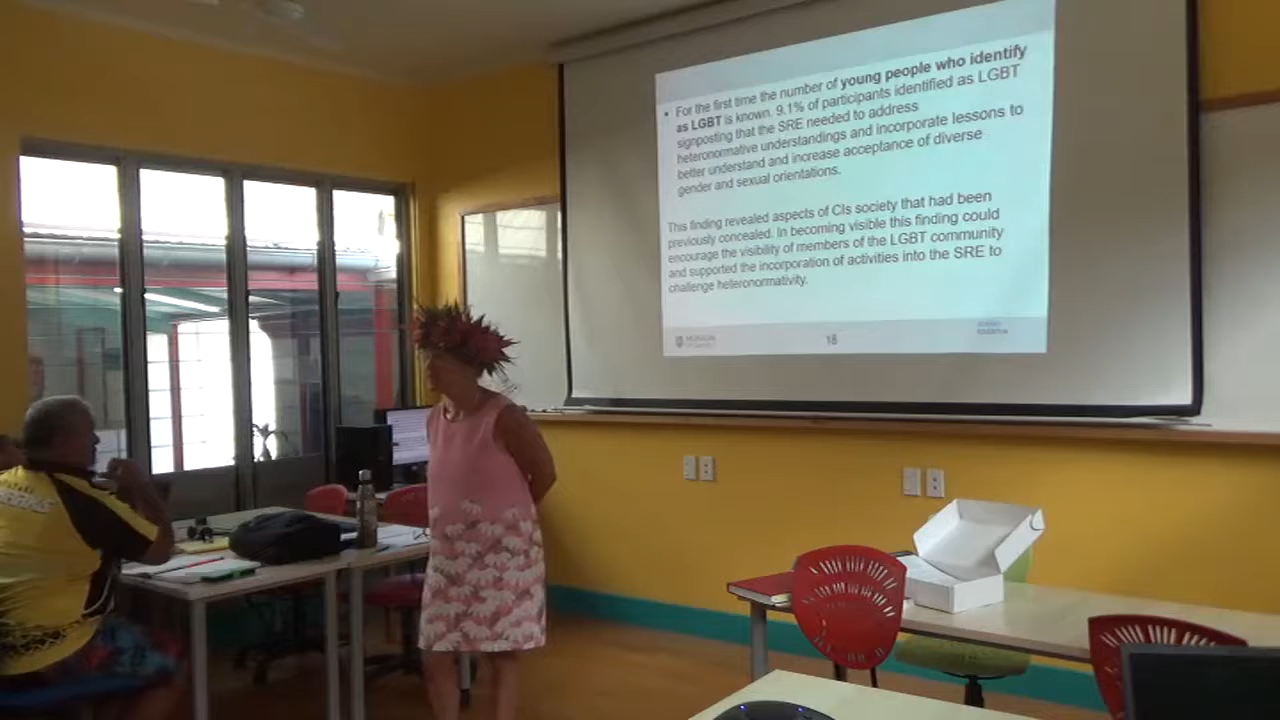 • For the first time the number of young people who identify
as LGBT is known. 9.1% of participants identified as LGBT
signposting that the SRE needed to address
heteronormative understandings and incorporate lessons to
better understand and increase acceptance of diverse
gender and sexual orientations.
This finding revealed aspects of CIs society that had been
previously concealed. In becoming visible this finding could
encourage the visibility of members of the LGBT community
and supported the incorporation of activities into the SRE to
challenge heteronormativity.
18